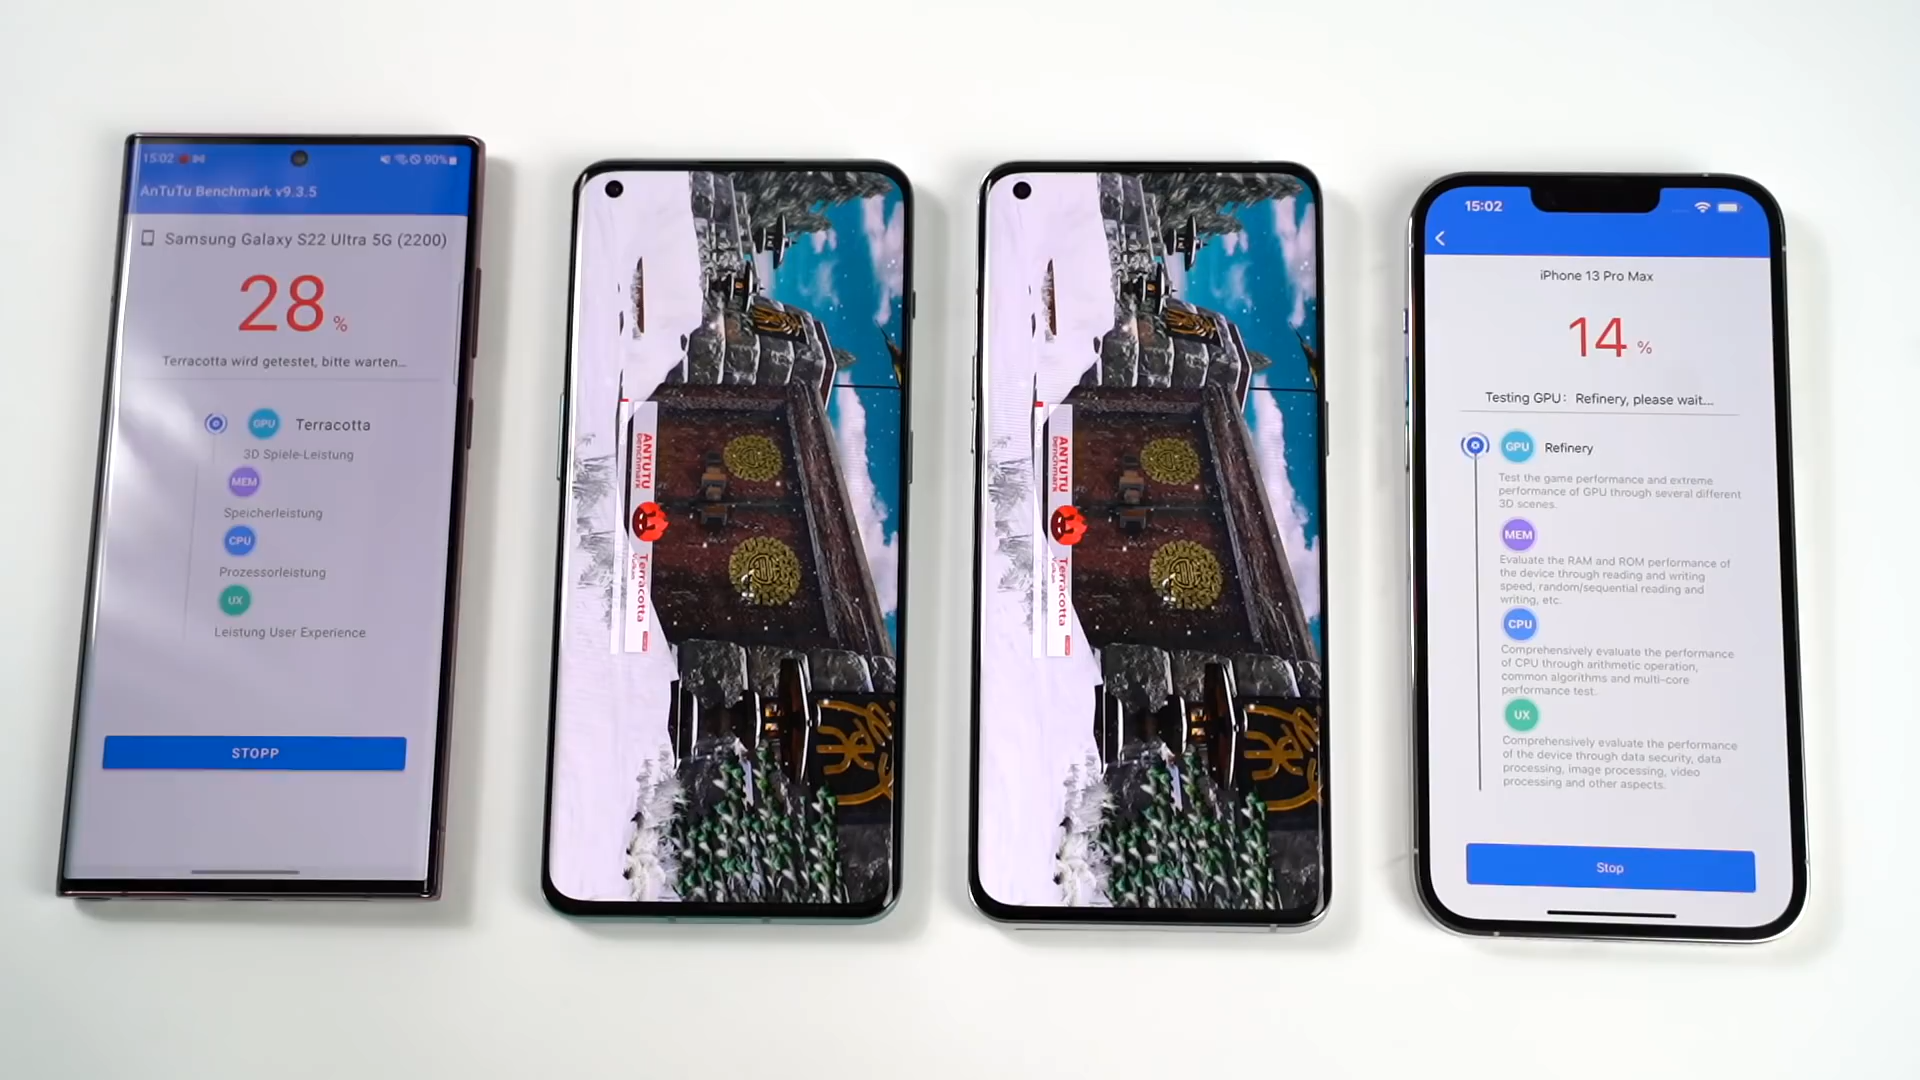 15:02
90%
AnTuTu Benchmark v9.3.5
Samsung Galaxy S22 Ultra 5G (2200)
28 %
Terracotta wird getestet, bitte warten...
GPU Terracotta
3D Spiele-Leistung
MEM
Speicherleistung
CPU
Prozessorleistung
UX
Leistung User Experience
STOPP
ANTUTU
benchmark
Terracotta
Vulkan
ANTUTU
benchmark
Terracotta
Vulkan
15:02
iPhone 13 Pro Max
14 %
Testing GPU: Refinery, please wait...
GPU Refinery
Test the game performance and extreme
performance of GPU through several different
3D scenes.
MEM
Evaluate the RAM and ROM performance of
the device through reading and writing
speed, random/sequential reading and
writing, etc.
CPU
Comprehensively evaluate the performance
of CPU through arithmetic operation,
common algorithms and multi-core
performance test.
UX
Comprehensively evaluate the performance
of the device through data security, data
processing, image processing, video
processing and other aspects.
Stop